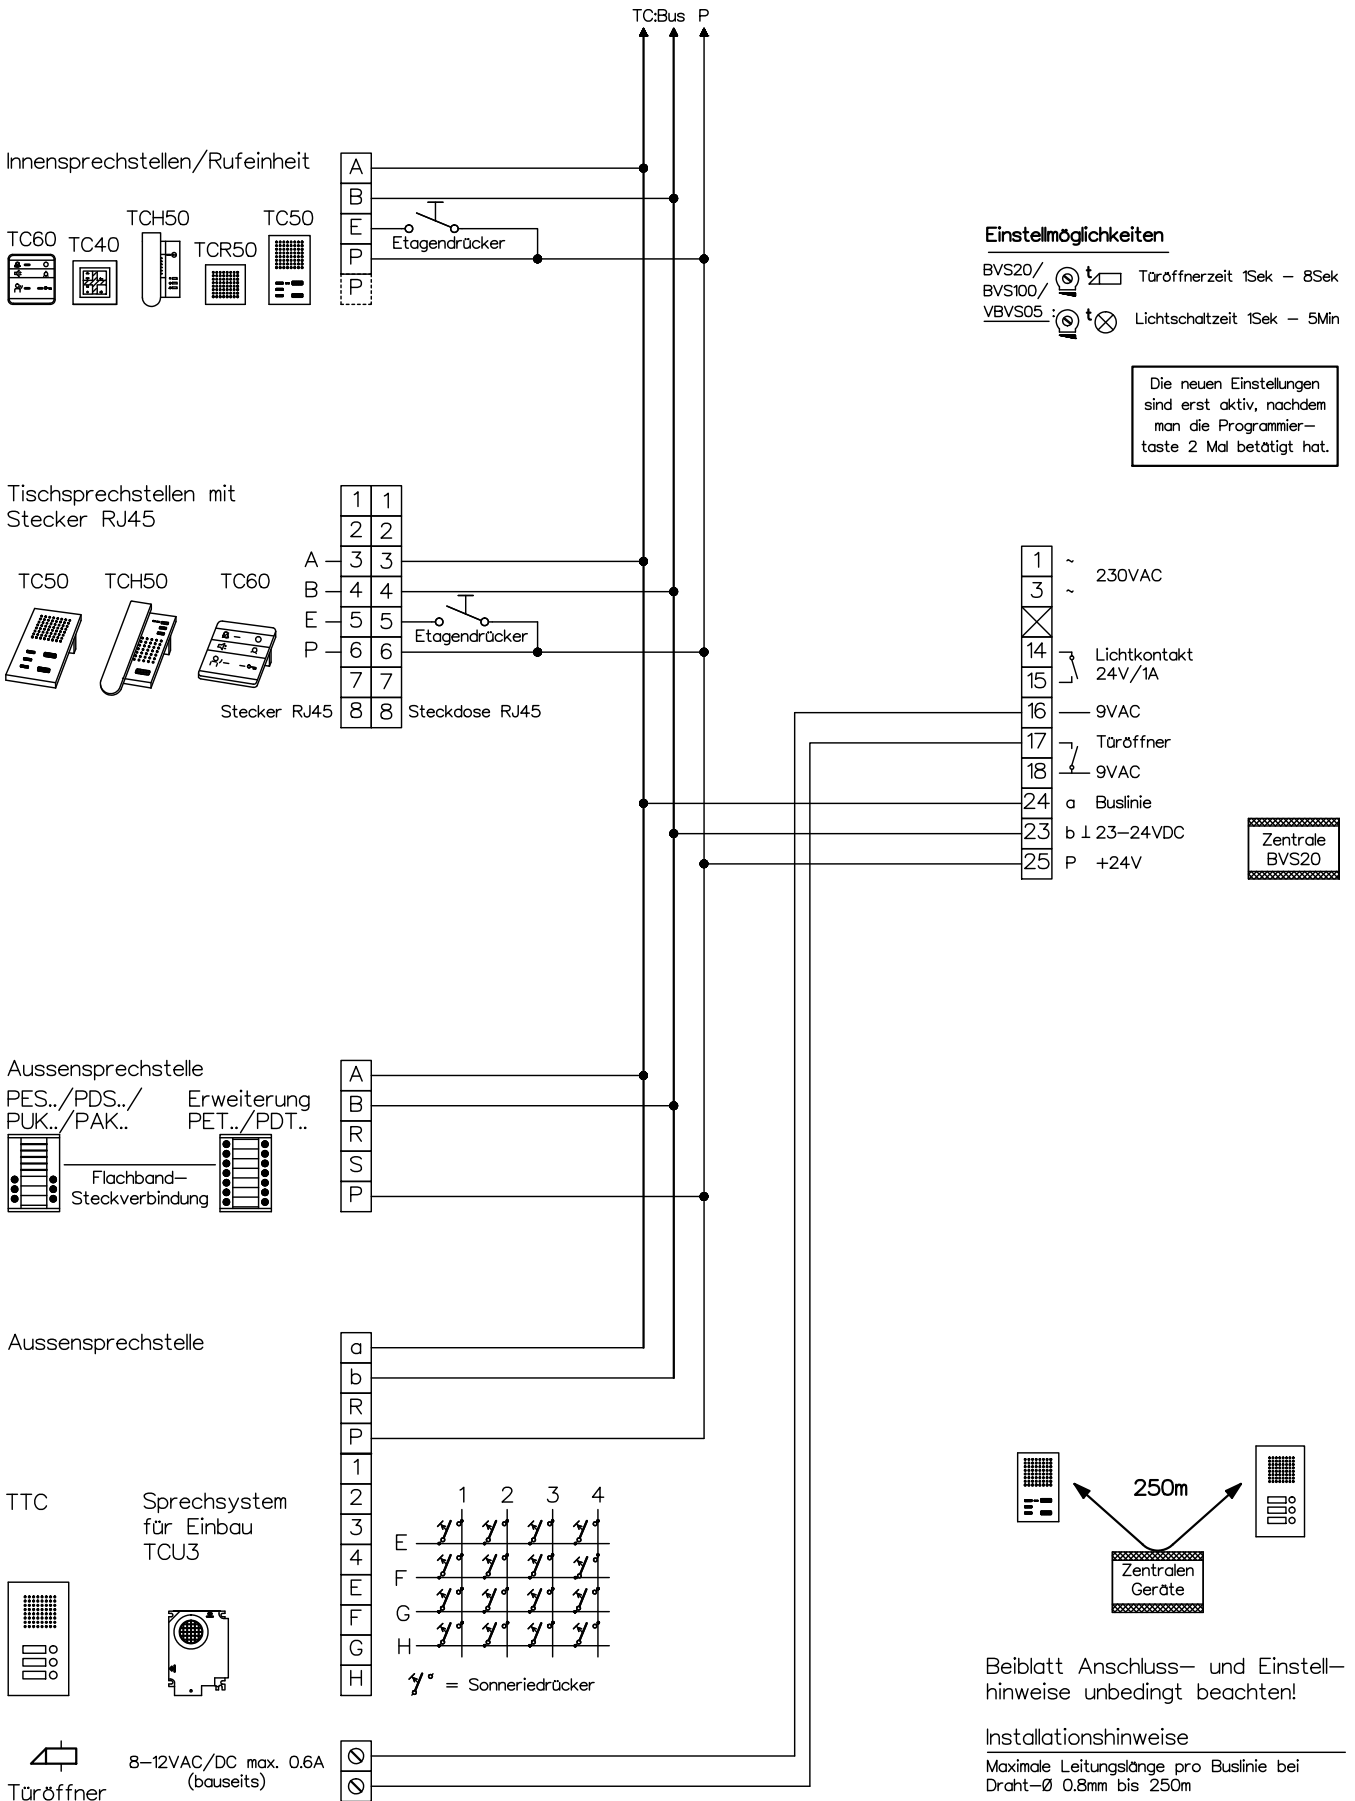 TC:Bus P
Innensprechstellen/Rufeinheit
TC60
TC40
TCH50
TCR50
TC50
A
B
E
P
P
Etagendrücker
Einstellmöglichkeiten
BVS20/
BVS100/
VBVS05 :
t
Türöffnerzeit 1Sek – 8Sek
t
Lichtschaltzeit 1Sek – 5Min
Die neuen Einstellungen
sind erst aktiv, nachdem
man die Programmier–
taste 2 Mal betätigt hat.
Tischsprechstellen mit
Stecker RJ45
TC50
TCH50
TC60
1 1
2 2
A 3 3
B 4 4
E 5 5
P 6 6
7 7
Stecker RJ45 8 8 Steckdose RJ45
Etagendrücker
1 ~
230VAC
3 ~
14
Lichtkontakt
24V/1A
15
16 9VAC
17 Türöffner
18 9VAC
24 a Buslinie
23 b ⊥ 23–24VDC
25 P +24V
Zentrale
BVS20
Aussensprechstelle
PES../PDS../
PUK../PAK..
Erweiterung
PET../PDT..
Flachband–
Steckverbindung
A
B
R
S
P
Aussensprechstelle
a
b
R
P
1
2
3
4
E
F
G
H
TTC
Sprechsystem
für Einbau
TCU3
1 2 3 4
E
F
G
H
= Sonneriedrücker
250m
Zentralen
Geräte
Beiblatt Anschluss– und Einstell–
hinweise unbedingt beachten!
Installationshinweise
Maximale Leitungslänge pro Buslinie bei
Draht–Ø 0.8mm bis 250m
Türöffner
8–12VAC/DC max. 0.6A
(bauseits)